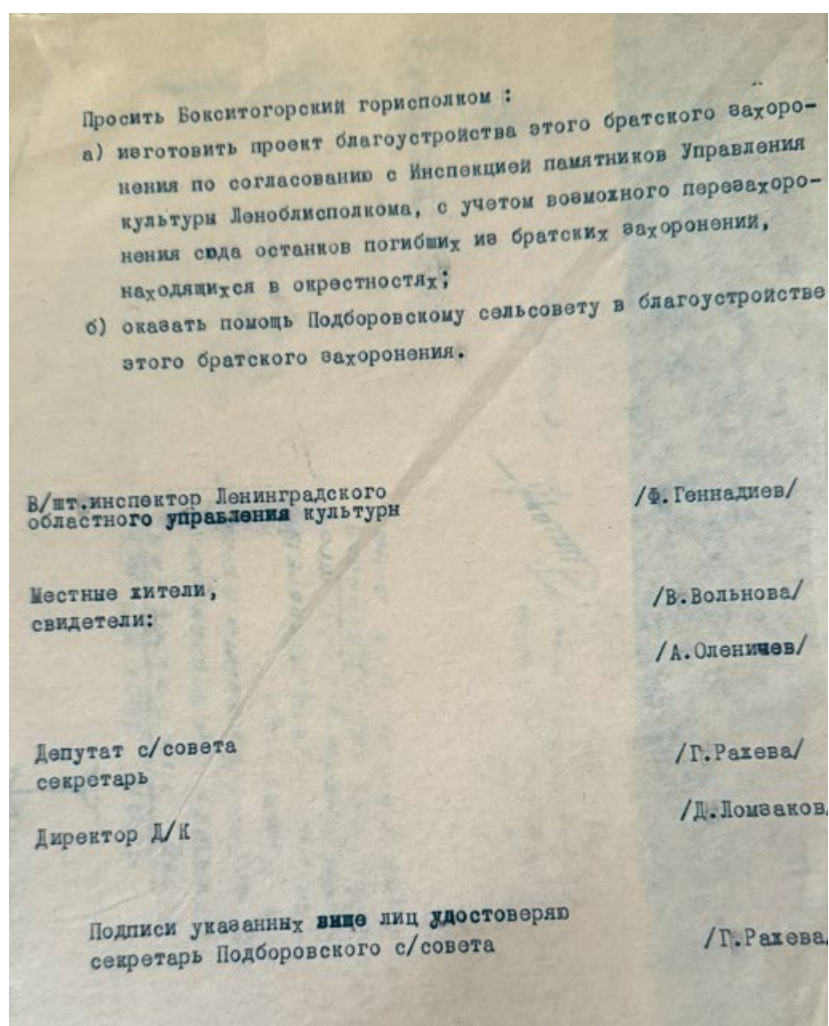 Просить Бокситогорский горисполком :
а) изготовить проект благоустройства этого братского захоро-
нения по согласованию с Инспекцией памятников Управления
культуры Леноблисполкома, с учетом возможного перезахоро-
нения сюда останков погибших из братских захоронений,
находящихся в окрестностях;
б) оказать помощь Подборовскому сельсовету в благоустройстве
этого братского захоронения.
В/шт.инспектор Ленинградского
областного управления культуры
/Ф.Геннадиев/
Местные жители,
свидетели:
/В.Вольнова/
/А.Оленичев/
Депутат с/совета
секретарь
/Г.Рахева/
Директор Д/К
/Д.Ломзаков/
Подписи указанных выше лиц удостоверяю
секретарь Подборовского с/совета
/Г.Рахева/